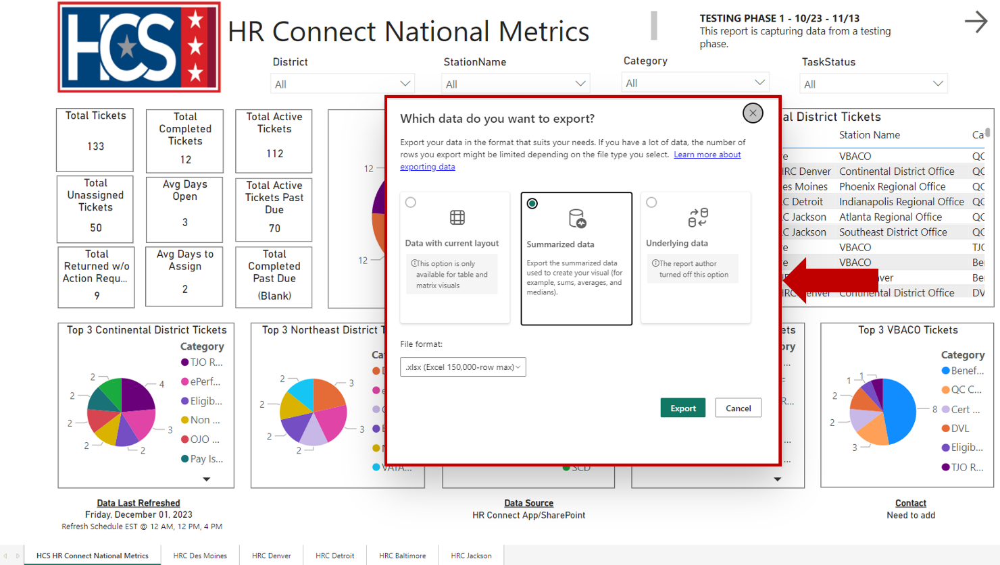 HCS
HR Connect National Metrics
TESTING PHASE 1 - 10/23 - 11/13
This report is capturing data from a testing
phase.
District
All
StationName
All
Category
All
TaskStatus
All
Total Tickets
133
Total
Completed
Tickets
12
Total Active
Tickets
112
Total
Unassigned
Tickets
50
Avg Days
Open
3
Total Active
Tickets Past
Due
70
Total
Returned w/o
Action Requ...
9
Avg Days to
Assign
2
Total
Completed
Past Due
(Blank)
12
12
Which data do you want to export?
Export your data in the format that suits your needs. If you have a lot of data, the number of
rows you export might be limited depending on the file type you select. Learn more about
exporting data
Data with current layout
This option is only
available for table and
matrix visuals
Summarized data
Export the summarized data
used to create your visual (for
example, sums, averages, and
medians).
Underlying data
The report author
turned off this option
File format:
.xlsx (Excel 150,000-row max)
Export
Cancel
al District Tickets
Station Name Ca
re VBACO QC
IRC Denver Continental District Office QC
es Moines Phoenix Regional Office QC
C Detroit Indianapolis Regional Office QC
C Jackson Atlanta Regional Office QC
C Jackson Southeast District Office QC
e VBACO TJC
e VBACO Ber
ver Be
IRC Denver Continental District Office DV
Top 3 Continental District Tickets
Category
TJO R...
ePerf...
Eligib...
Non ...
OJO ...
Pay Is...
4
3
2
2
2
2
2
Top 3 Northeast District T
Ca
VATA...
3
3
2
2
2
2
SCD
ets
ry
R...
Top 3 VBACO Tickets
Category
Benef...
QC C...
Cert ...
DVL
Eligib...
TJO R...
8
3
2
2
1
1
Data Last Refreshed
Friday, December 01, 2023
Refresh Schedule EST @ 12 AM, 12 PM, 4 PM
Data Source
HR Connect App/SharePoint
Contact
Need to add
HCS HR Connect National Metrics
HRC Des Moines
HRC Denver
HRC Detroit
HRC Baltimore
HRC Jackson